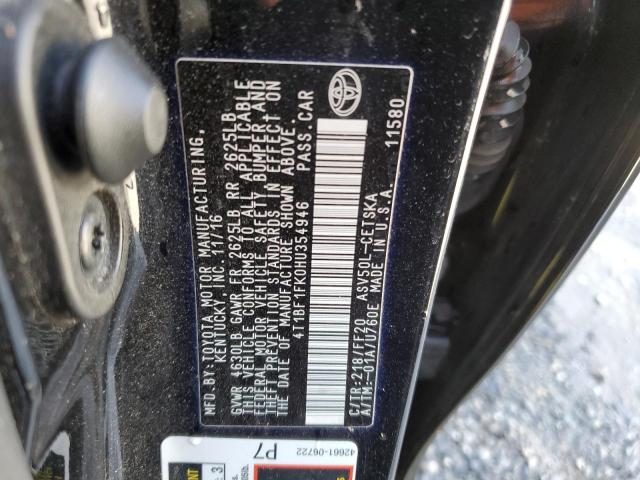 MFD.BY:TOYOTA MOTOR MANUFACTURING,
KENTUCKY, INC. 11/16
GVWR 4630LB GAWR FR 2625LB RR 2625LB
THIS VEHICLE CONFORMS TO ALL APPLICABLE
FEDERAL MOTOR VEHICLE SAFETY, BUMPER, AND
THEFT PREVENTION STANDARDS IN EFFECT ON
THE DATE OF MANUFACTURE SHOWN ABOVE.
4T1BF1FK0HU354946 PASS.CAR
C/TR:218/FF20 ASV50L-CETSKA
A/TM:-01A/U760E MADE IN U.S.A. 11580
42661-06722
P7
3